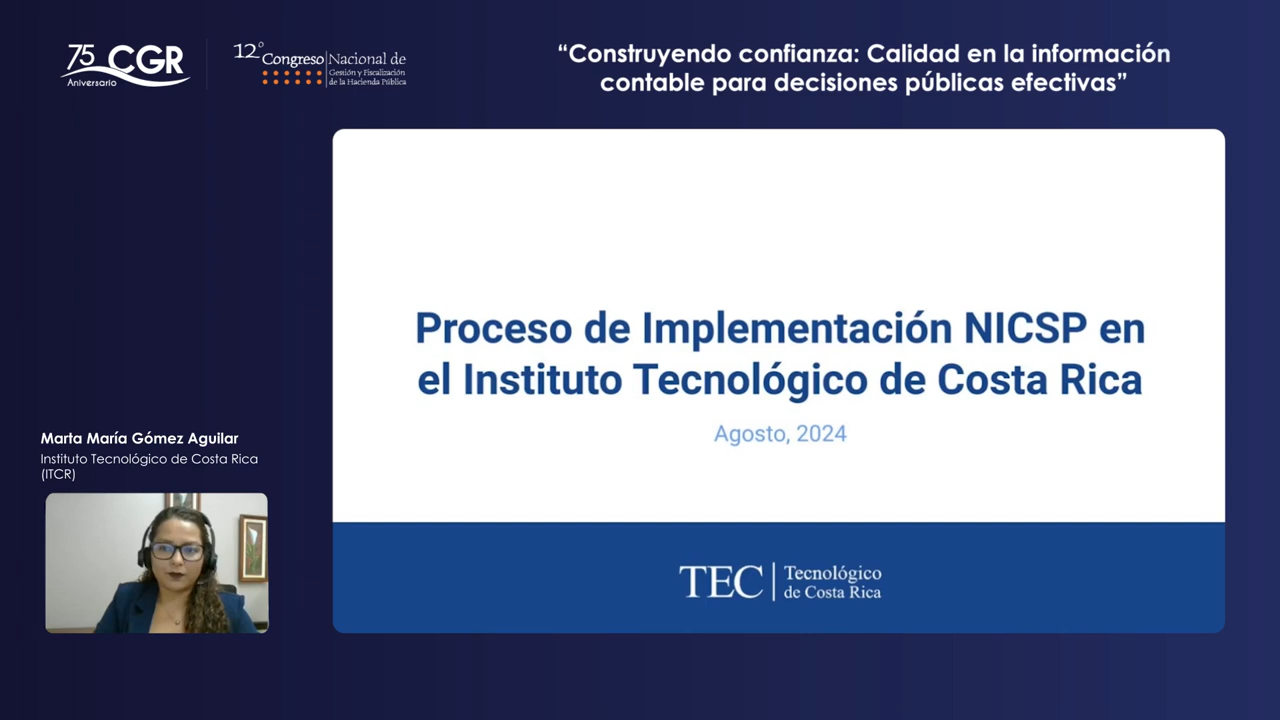 75 CGR
Aniversario
12° Congreso Nacional de
Gestión y Fiscalización
de la Hacienda Pública
“Construyendo confianza: Calidad en la información
contable para decisiones públicas efectivas”
Proceso de Implementación NICSP en
el Instituto Tecnológico de Costa Rica
Agosto, 2024
Marta María Gómez Aguilar
Instituto Tecnológico de Costa Rica
(ITCR)
TEC Tecnológico
de Costa Rica